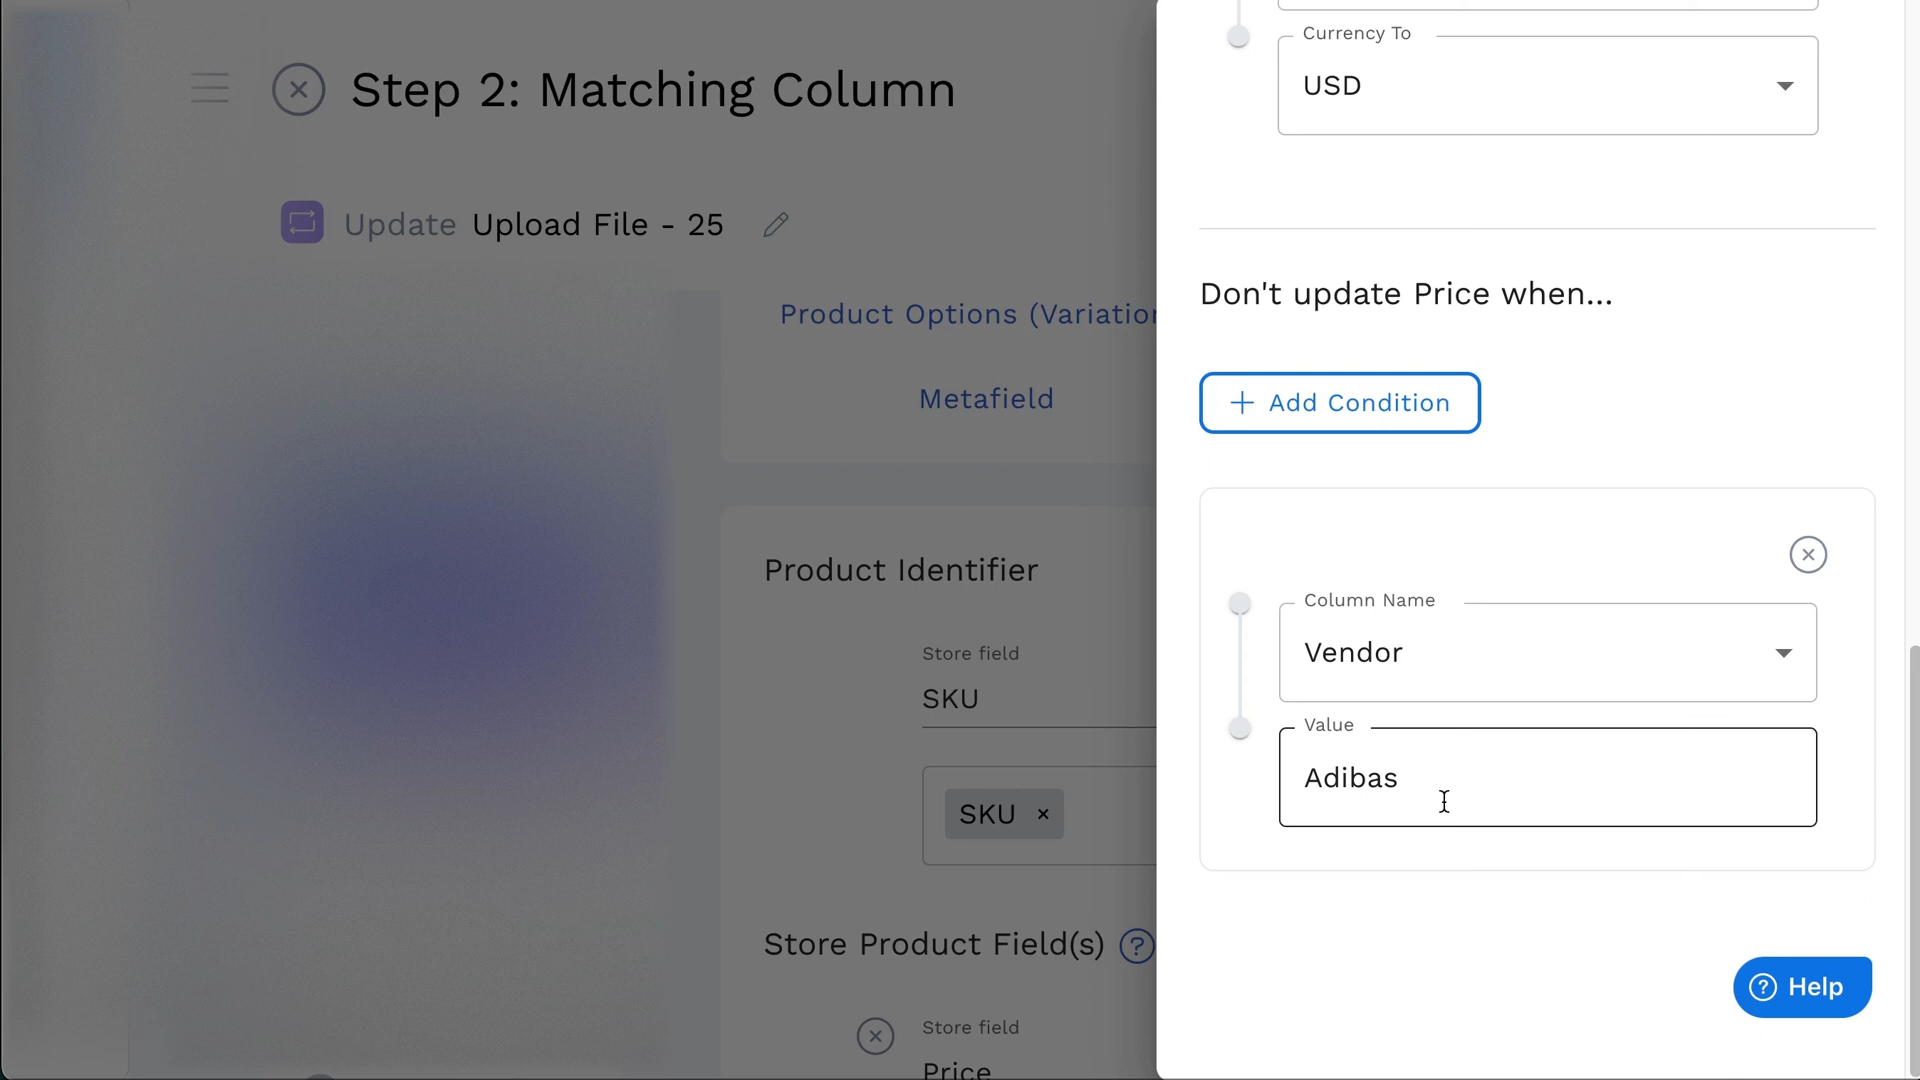 Step 2: Matching Column
Update Upload File - 25
Product Options (Variation
Metafield
Product Identifier
Store field
SKU
SKU ×
Store Product Field(s) ?
Store field
Price
Currency To
USD
Don't update Price when...
+ Add Condition
Column Name
Vendor
Value
Adibas
? Help